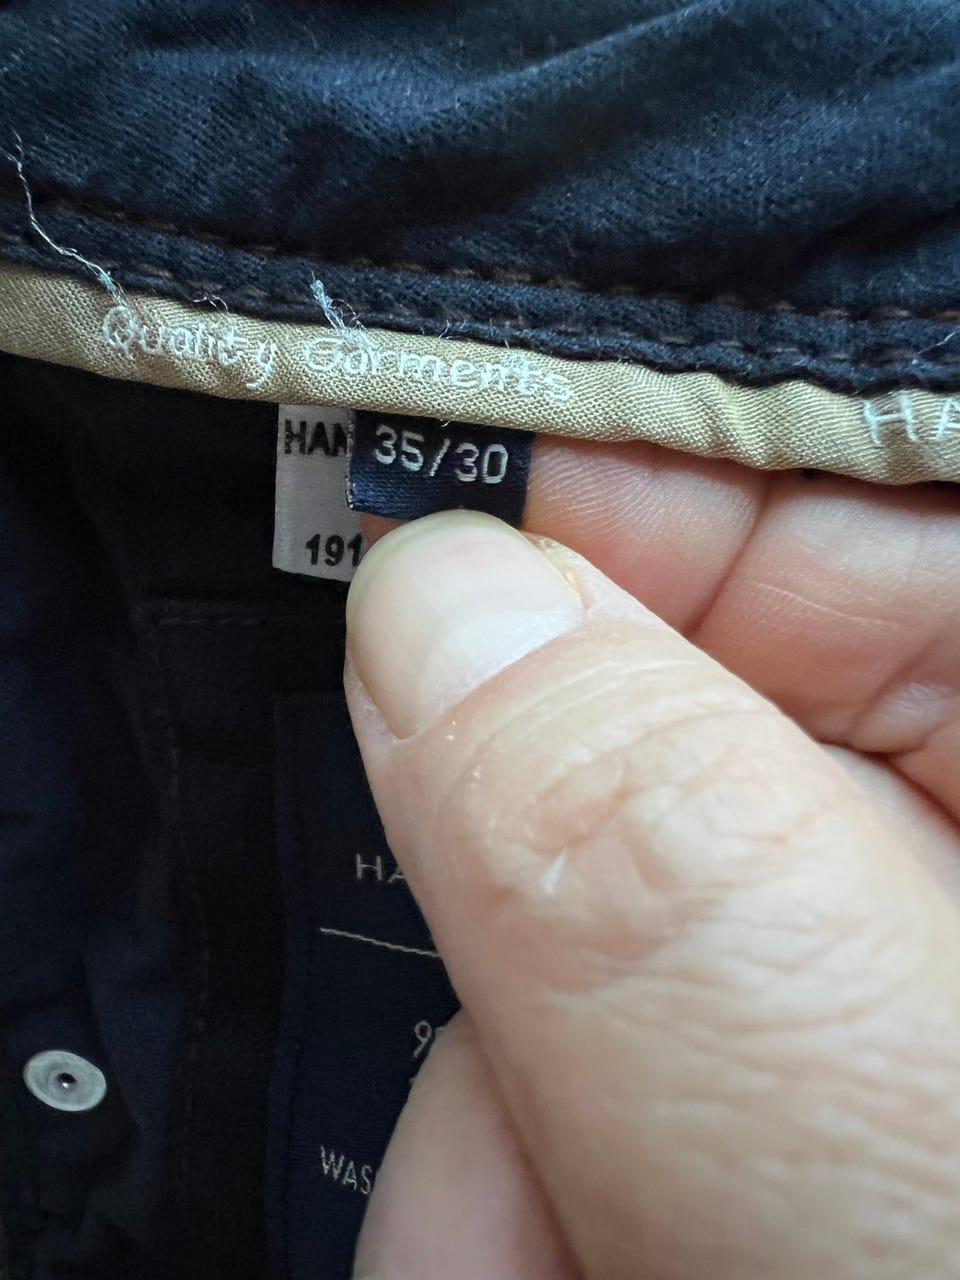 Quality Garments
HA
HAN
35/30
191
HA
9
WAS